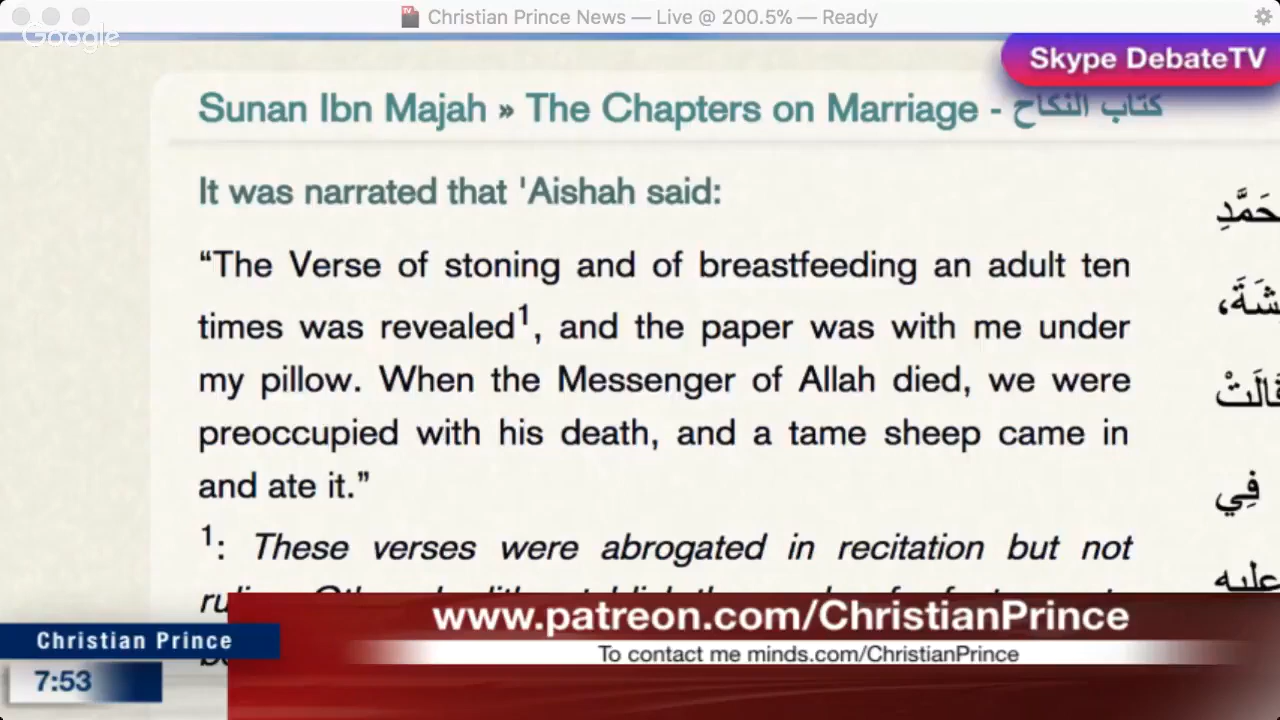 Christian Prince News — Live @ 200.5% — Ready
Google
Skype DebateTV
Sunan Ibn Majah » The Chapters on Marriage - كتاب النكاح
It was narrated that 'Aishah said:
“The Verse of stoning and of breastfeeding an adult ten
times was revealed1, and the paper was with me under
my pillow. When the Messenger of Allah died, we were
preoccupied with his death, and a tame sheep came in
and ate it.”
1: These verses were abrogated in recitation but not
قَالَتْ
فِي
عليه
www.patreon.com/ChristianPrince
To contact me minds.com/ChristianPrince
Christian Prince
7:53